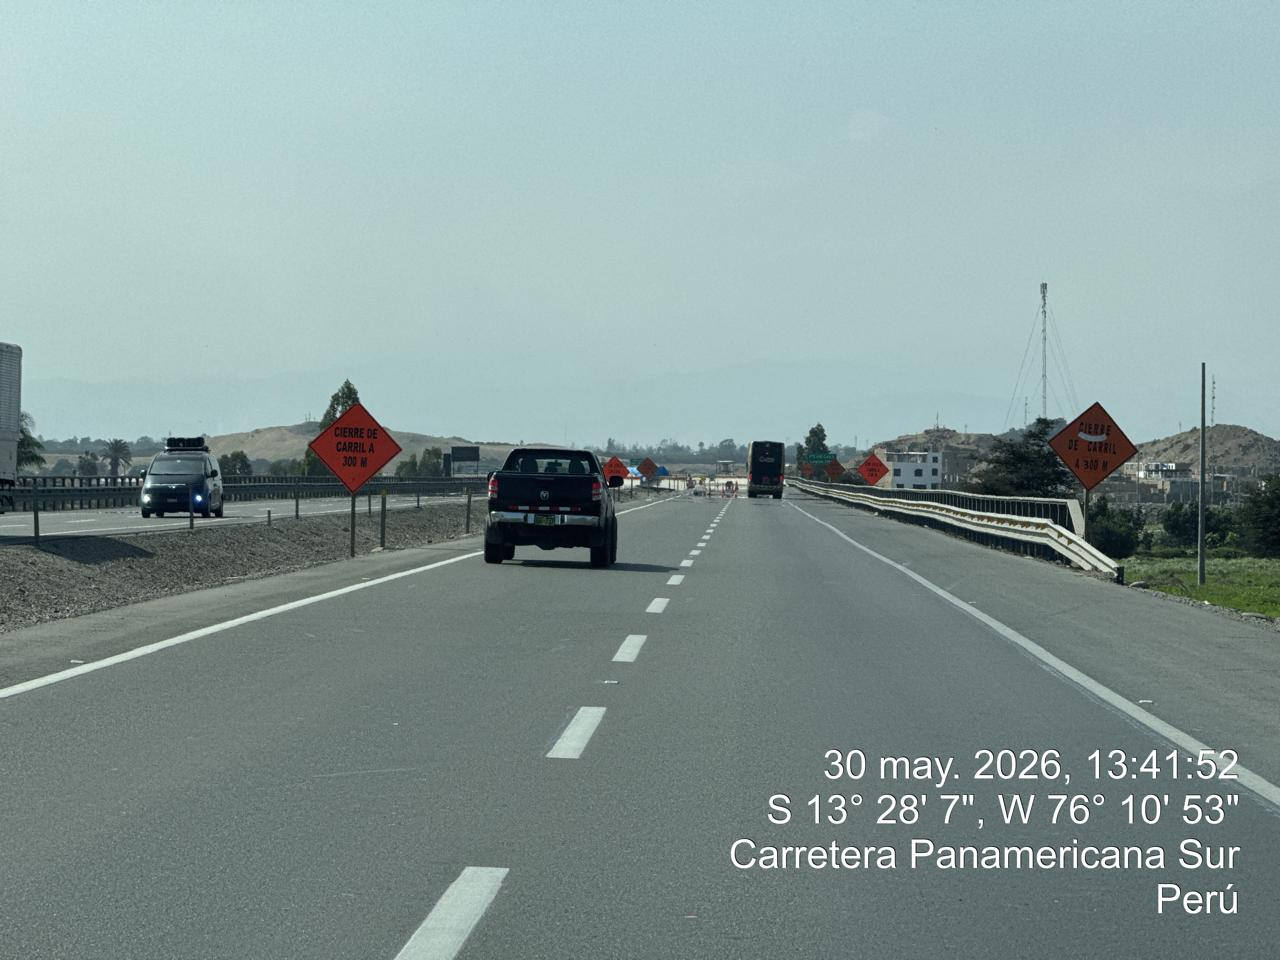 CIERRE DE
CARRIL A
300 M
CIERRE
DE CARRIL
A 300 M
30 may. 2026, 13:41:52
S 13° 28' 7", W 76° 10' 53"
Carretera Panamericana Sur
Perú